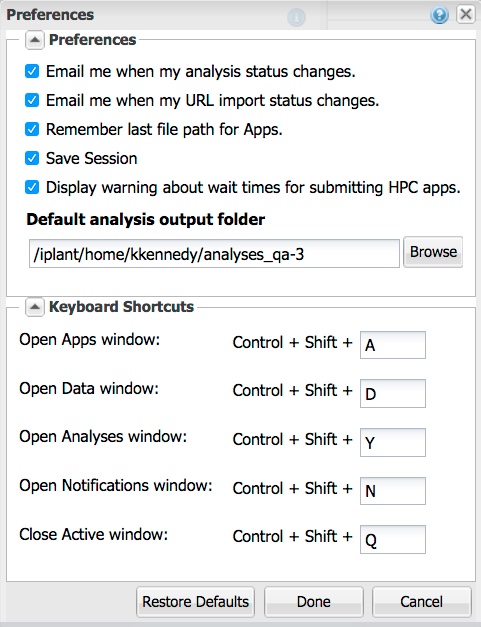 Preferences
Preferences
Email me when my analysis status changes.
Email me when my URL import status changes.
Remember last file path for Apps.
Save Session
Display warning about wait times for submitting HPC apps.
Default analysis output folder
/iplant/home/kkennedy/analyses_qa-3 Browse
Keyboard Shortcuts
Open Apps window: Control + Shift + A
Open Data window: Control + Shift + D
Open Analyses window: Control + Shift + Y
Open Notifications window: Control + Shift + N
Close Active window: Control + Shift + Q
Restore Defaults Done Cancel